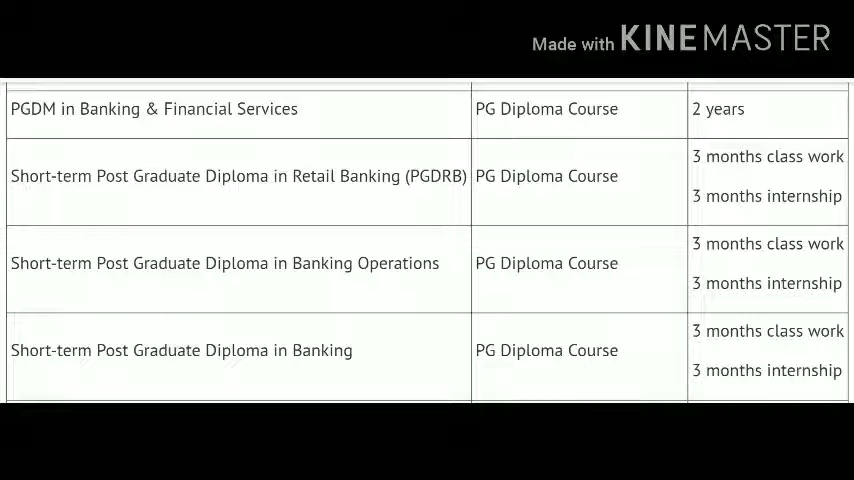 Made with KINEMASTER
PGDM in Banking & Financial Services PG Diploma Course 2 years
3 months class work
Short-term Post Graduate Diploma in Retail Banking (PGDRB) PG Diploma Course
3 months internship
3 months class work
Short-term Post Graduate Diploma in Banking Operations PG Diploma Course
3 months internship
3 months class work
Short-term Post Graduate Diploma in Banking PG Diploma Course
3 months internship